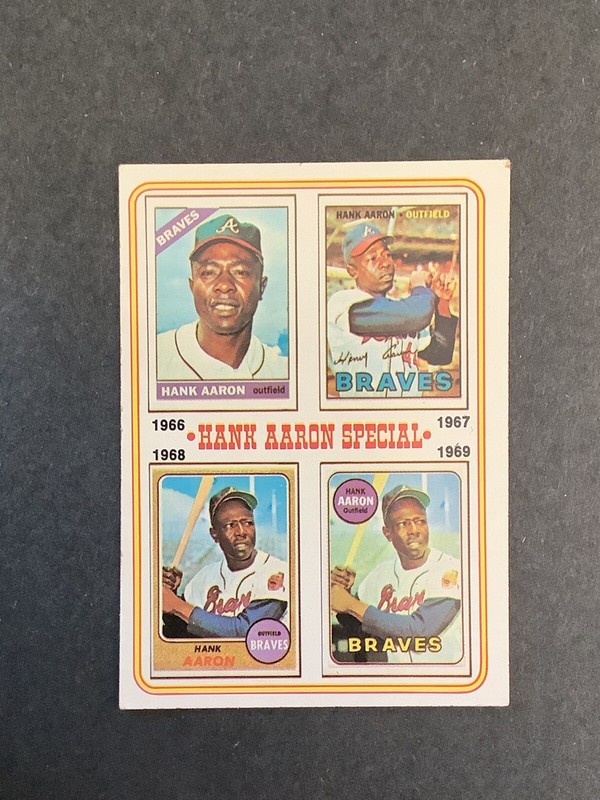 BRAVES
A
HANK AARON outfield
HANK AARON • OUTFIELD
A
BRAVES
1966
1967
•HANK AARON SPECIAL•
1968
1969
HANK
AARON
OUTFIELD
BRAVES
HANK
AARON
Outfield
BRAVES